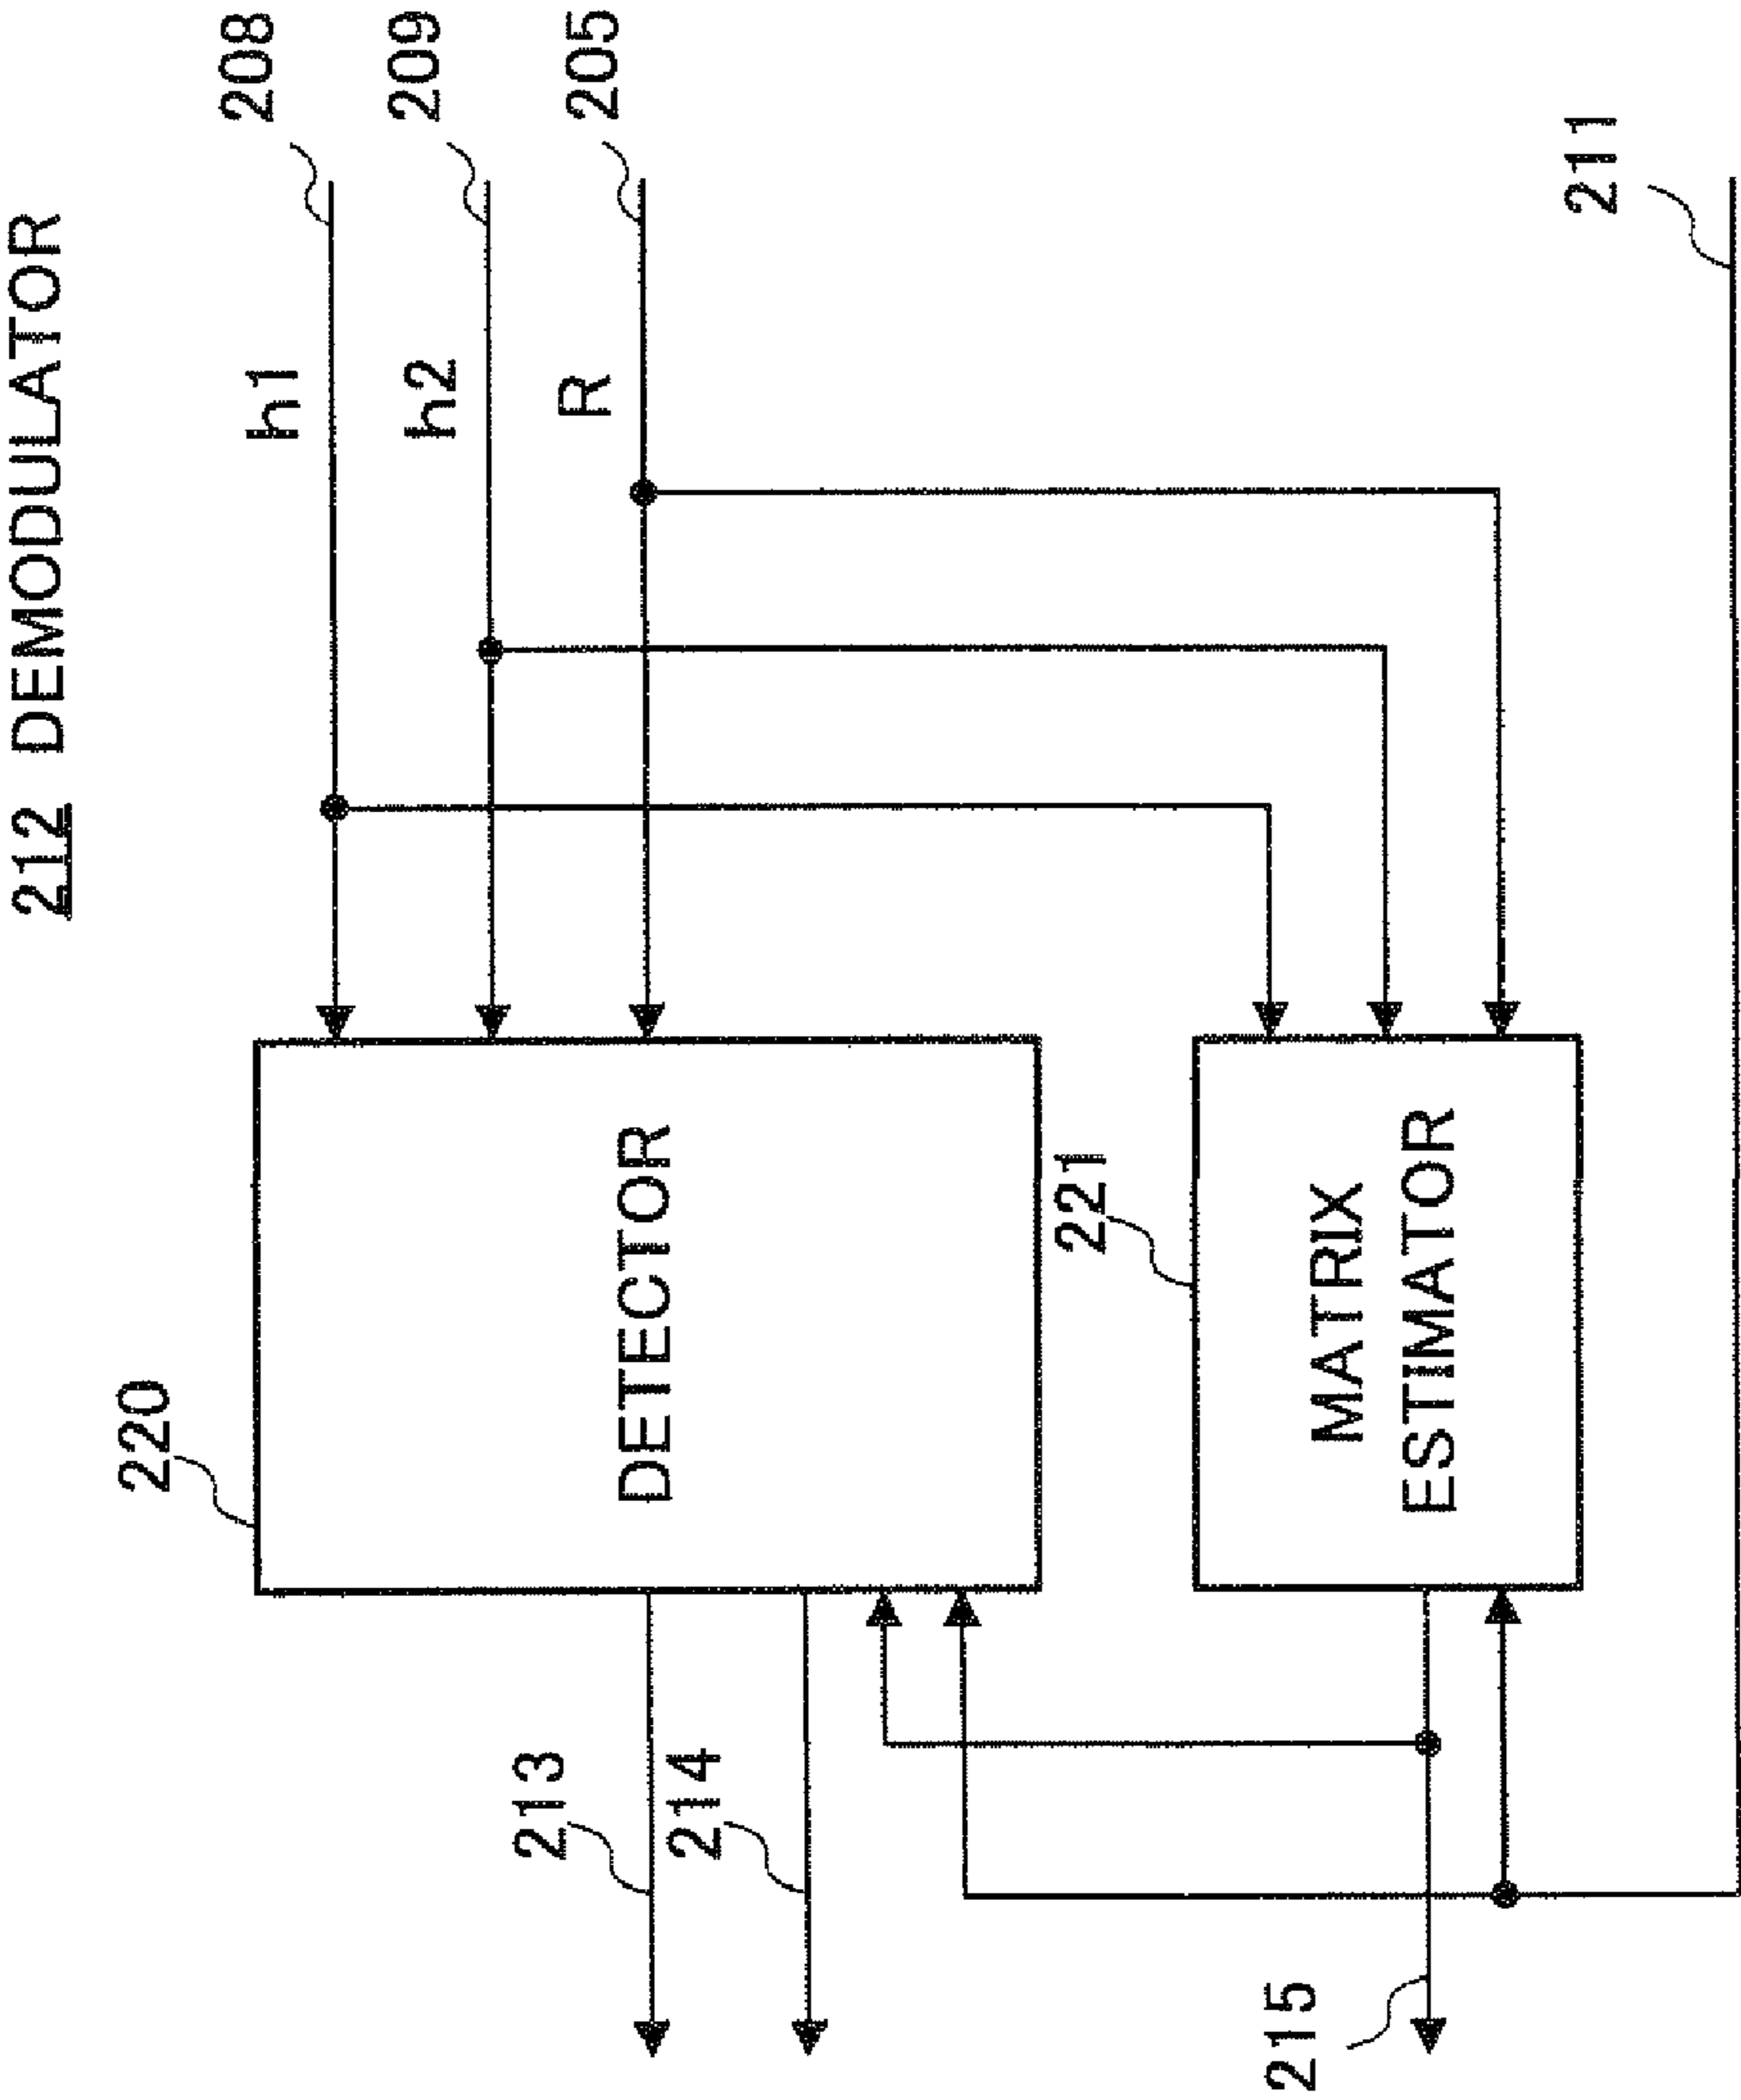 212 DEMODULATOR
208
h1
209
h2
205
R
220
DETECTOR
213
214
221
MATRIX
ESTIMATOR
211
215